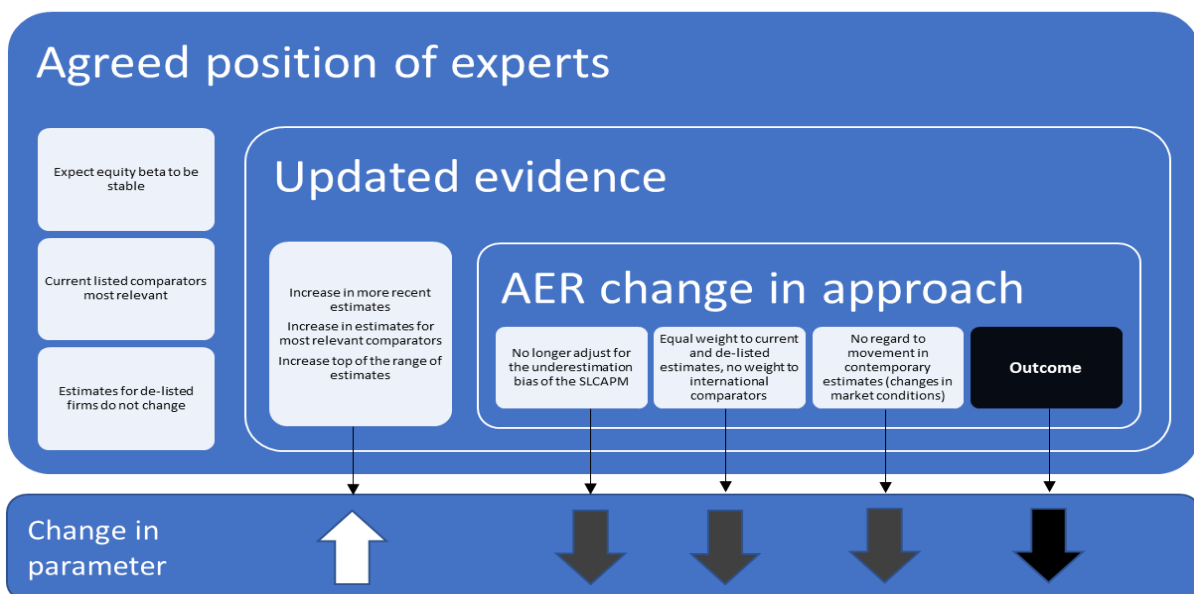 Agreed position of experts
Expect equity beta to be
stable
Current listed comparators
most relevant
Estimates for de-listed
firms do not change
Updated evidence
Increase in more recent
estimates
Increase in estimates for
most relevant comparators
Increase top of the range of
estimates
AER change in approach
No longer adjust for
the underestimation
bias of the SLCAPM
Equal weight to current
and de-listed
estimates, no weight to
international
comparators
No regard to
movement in
contemporary
estimates (changes in
market conditions)
Outcome
Change in
parameter